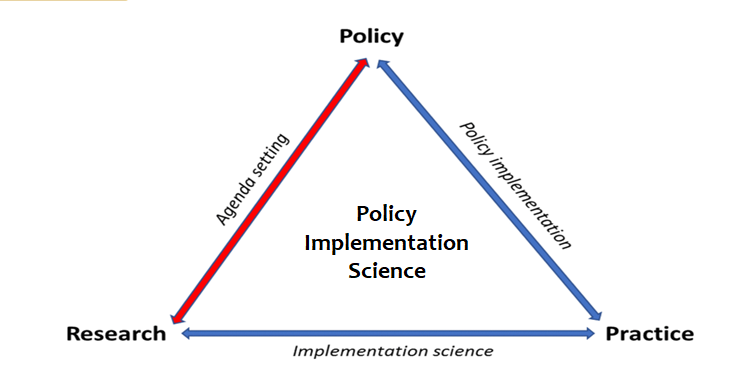 Policy
Agenda setting
Policy implementation
Policy
Implementation
Science
Research
Practice
Implementation science